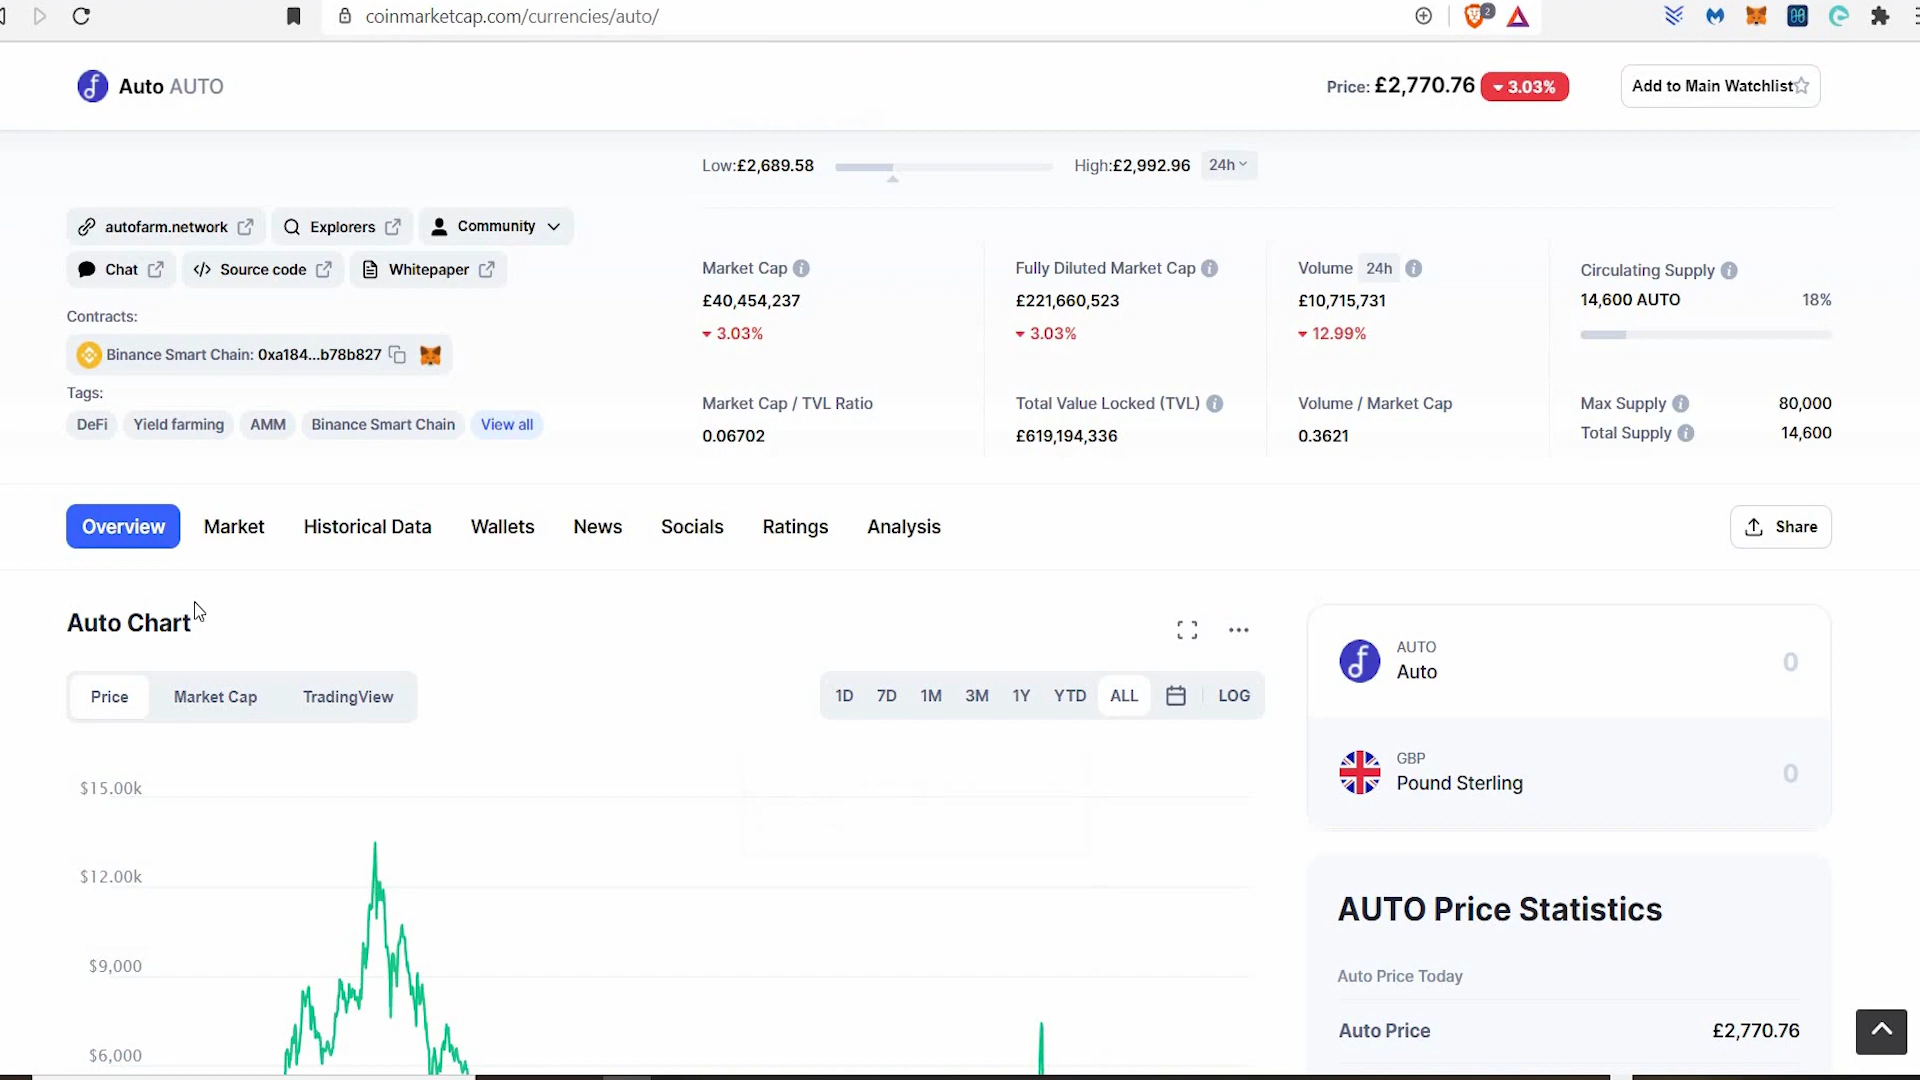 coinmarketcap.com/currencies/auto/
2
Auto AUTO
Price: £2,770.76 3.03%
Add to Main Watchlist
Low:£2,689.58
High:£2,992.96
24h
autofarm.network
Explorers
Community
Chat
Source code
Whitepaper
Contracts:
Binance Smart Chain: 0xa184...b78b827
Tags:
DeFi
Yield farming
AMM
Binance Smart Chain
View all
Market Cap
£40,454,237
3.03%
Fully Diluted Market Cap
£221,660,523
3.03%
Volume 24h
£10,715,731
12.99%
Circulating Supply
14,600 AUTO 18%
Market Cap / TVL Ratio
0.06702
Total Value Locked (TVL)
£619,194,336
Volume / Market Cap
0.3621
Max Supply 80,000
Total Supply 14,600
Overview
Market
Historical Data
Wallets
News
Socials
Ratings
Analysis
Share
Auto Chart
Price
Market Cap
TradingView
1D
7D
1M
3M
1Y
YTD
ALL
LOG
$15.00k
$12.00k
$9,000
$6,000
AUTO
Auto
0
GBP
Pound Sterling
0
AUTO Price Statistics
Auto Price Today
Auto Price £2,770.76